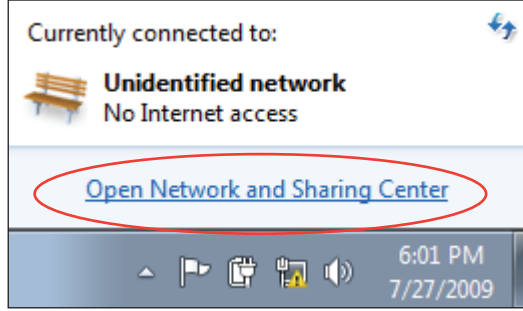 Currently connected to:
Unidentified network
No Internet access
Open Network and Sharing Center
6:01 PM
7/27/2009